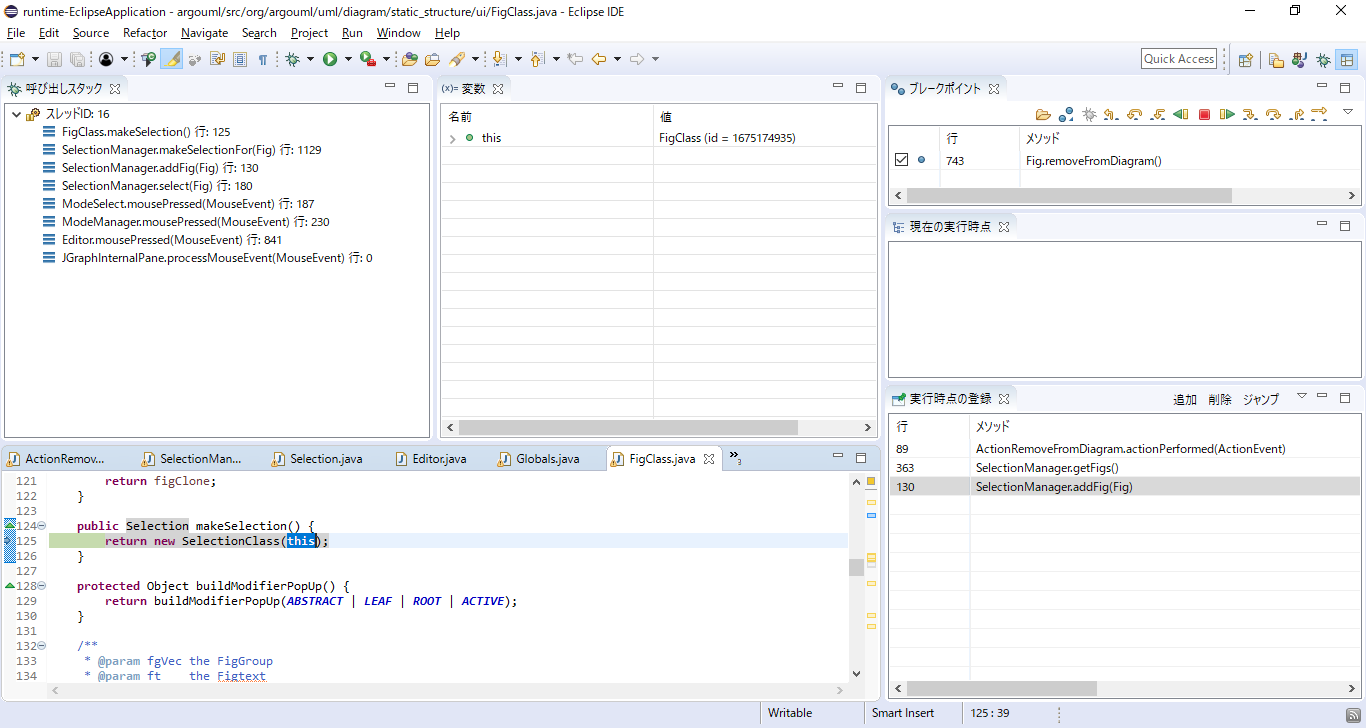 runtime-EclipseApplication - argouml/src/org/argouml/uml/diagram/static_structure/ui/FigClass.java - Eclipse IDE
File Edit Source Refactor Navigate Search Project Run Window Help
Quick Access
呼び出しスタック
スレッドID: 16
FigClass.makeSelection() 行: 125
SelectionManager.makeSelectionFor(Fig) 行: 1129
SelectionManager.addFig(Fig) 行: 130
SelectionManager.select(Fig) 行: 180
ModeSelect.mousePressed(MouseEvent) 行: 187
ModeManager.mousePressed(MouseEvent) 行: 230
Editor.mousePressed(MouseEvent) 行: 841
JGraphInternalPane.processMouseEvent(MouseEvent) 行: 0
(x)= 変数
名前 値
this FigClass (id = 1675174935)
ブレークポイント
行 メソッド
743 Fig.removeFromDiagram()
現在の実行時点
実行時点の登録 追加 削除 ジャンプ
行 メソッド
89 ActionRemoveFromDiagram.actionPerformed(ActionEvent)
363 SelectionManager.getFigs()
130 SelectionManager.addFig(Fig)
ActionRemov... SelectionMan... Selection.java Editor.java Globals.java FigClass.java »3
121 return figClone;
122 }
123
124 public Selection makeSelection() {
125 return new SelectionClass(this);
126 }
127
128 protected Object buildModifierPopUp() {
129 return buildModifierPopUp(ABSTRACT | LEAF | ROOT | ACTIVE);
130 }
131
132 /**
133 * @param fgVec the FigGroup
134 * @param ft the Figtext
Writable Smart Insert 125 : 39